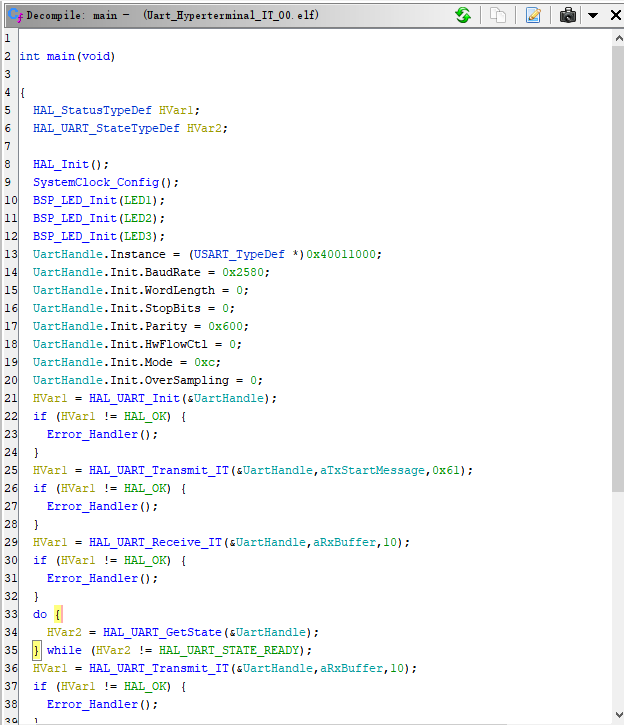 Decompile: main – (Uart_Hyperterminal_IT_00.elf)
1
2 int main(void)
3
4 {
5 HAL_StatusTypeDef HVar1;
6 HAL_UART_StateTypeDef HVar2;
7
8 HAL_Init();
9 SystemClock_Config();
10 BSP_LED_Init(LED1);
11 BSP_LED_Init(LED2);
12 BSP_LED_Init(LED3);
13 UartHandle.Instance = (USART_TypeDef *)0x40011000;
14 UartHandle.Init.BaudRate = 0x2580;
15 UartHandle.Init.WordLength = 0;
16 UartHandle.Init.StopBits = 0;
17 UartHandle.Init.Parity = 0x600;
18 UartHandle.Init.HwFlowCtl = 0;
19 UartHandle.Init.Mode = 0xc;
20 UartHandle.Init.OverSampling = 0;
21 HVar1 = HAL_UART_Init(&UartHandle);
22 if (HVar1 != HAL_OK) {
23 Error_Handler();
24 }
25 HVar1 = HAL_UART_Transmit_IT(&UartHandle,aTxStartMessage,0x61);
26 if (HVar1 != HAL_OK) {
27 Error_Handler();
28 }
29 HVar1 = HAL_UART_Receive_IT(&UartHandle,aRxBuffer,10);
30 if (HVar1 != HAL_OK) {
31 Error_Handler();
32 }
33 do {
34 HVar2 = HAL_UART_GetState(&UartHandle);
35 } while (HVar2 != HAL_UART_STATE_READY);
36 HVar1 = HAL_UART_Transmit_IT(&UartHandle,aRxBuffer,10);
37 if (HVar1 != HAL_OK) {
38 Error_Handler();
39 }